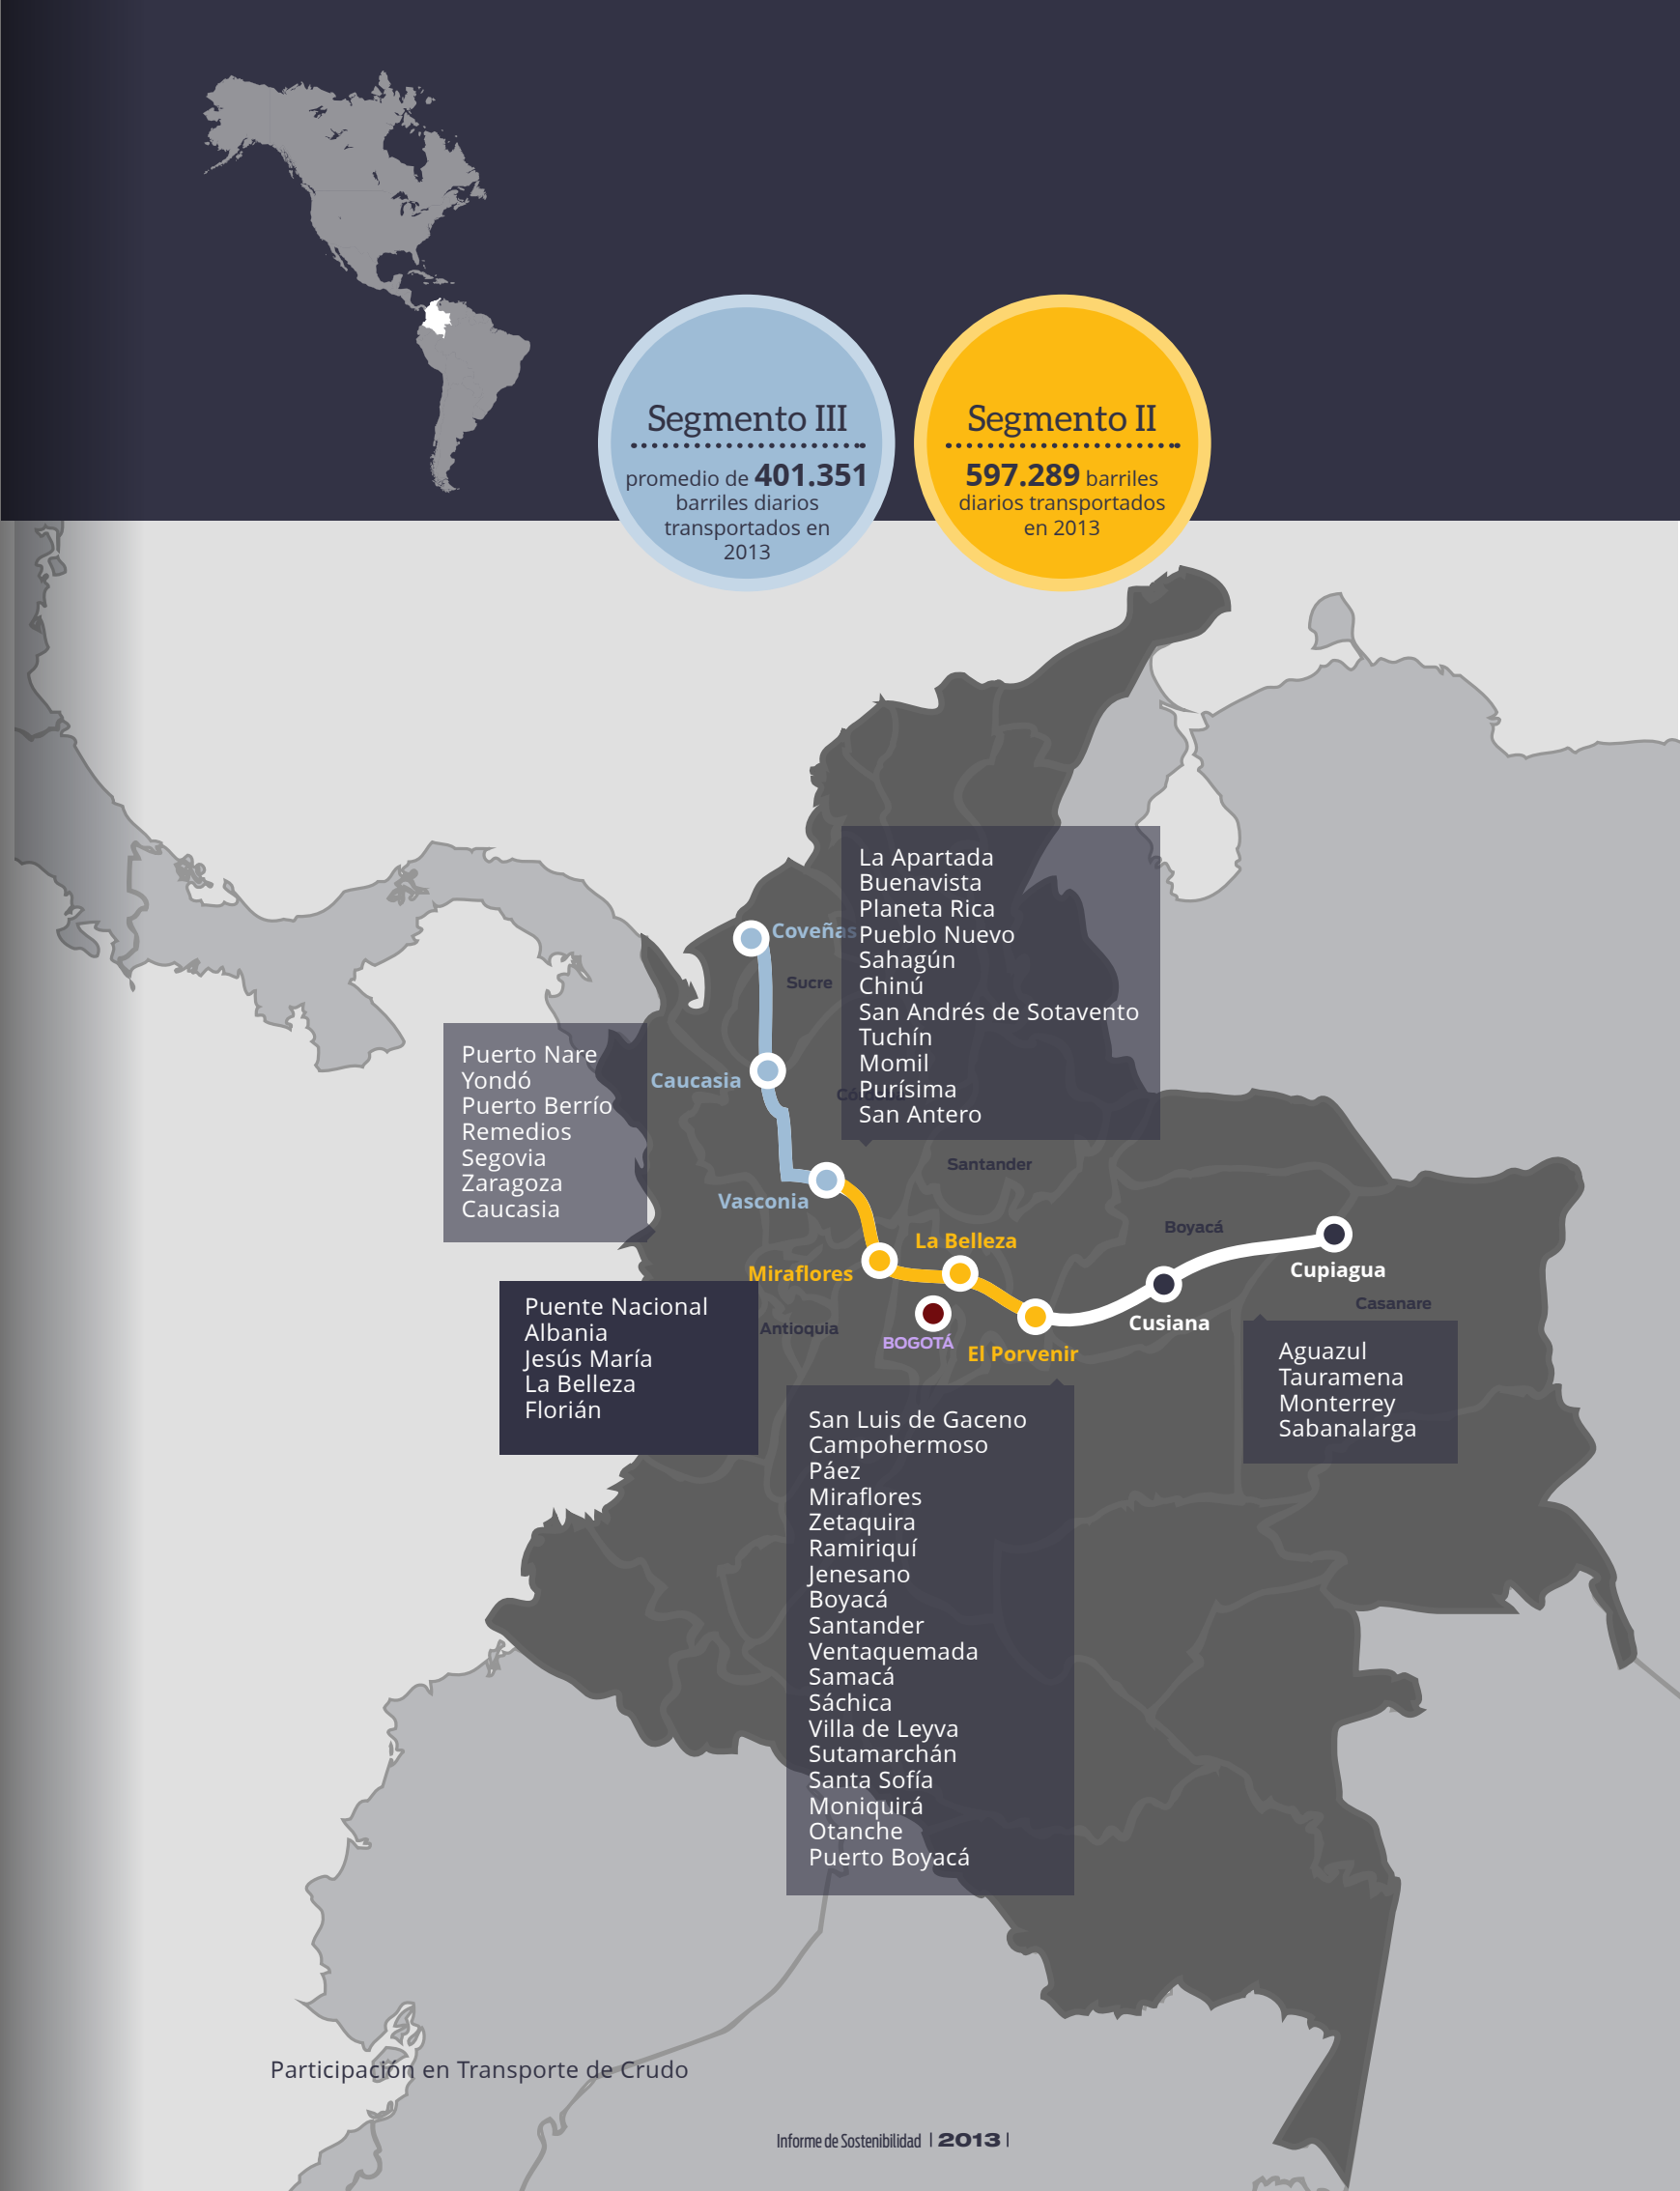 Segmento III
promedio de 401.351
barriles diarios
transportados en
2013
Segmento II
597.289 barriles
diarios transportados
en 2013
La Apartada
Buenavista
Planeta Rica
Pueblo Nuevo
Sahagún
Chinú
San Andrés de Sotavento
Tuchín
Momil
Purísima
San Antero
Coveñas
Sucre
Puerto Nare
Yondó
Puerto Berrío
Remedios
Segovia
Zaragoza
Caucasia
Caucasia
Santander
Vasconia
Boyacá
La Belleza
Miraflores
Cupiagua
Casanare
Cusiana
Antioquia
BOGOTÁ
El Porvenir
Puente Nacional
Albania
Jesús María
La Belleza
Florián
Aguazul
Tauramena
Monterrey
Sabanalarga
San Luis de Gaceno
Campohermoso
Páez
Miraflores
Zetaquira
Ramiriquí
Jenesano
Boyacá
Santander
Ventaquemada
Samacá
Sáchica
Villa de Leyva
Sutamarchán
Santa Sofía
Moniquirá
Otanche
Puerto Boyacá
Participación en Transporte de Crudo
Informe de Sostenibilidad | 2013 |